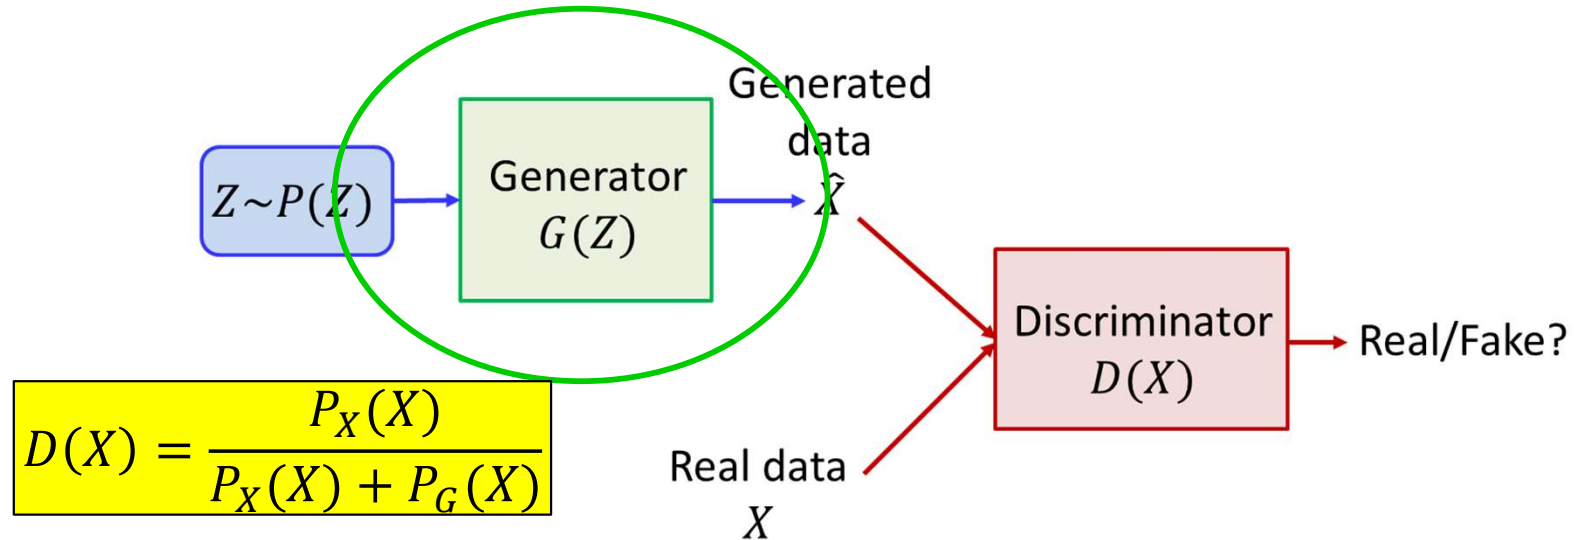 Generated
data
X̂
Z~P(Z)
Generator
G(Z)
Discriminator
D(X)
Real/Fake?
D(X) = P_X(X) / (P_X(X) + P_G(X))
Real data
X